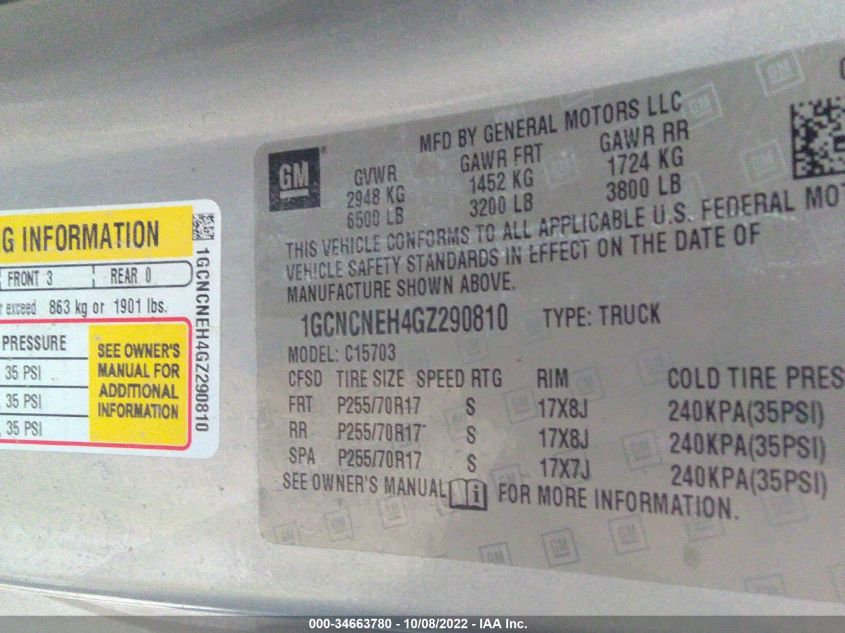 G INFORMATION
FRONT 3 REAR 0
exceed 863 kg or 1901 lbs.
PRESSURE
35 PSI
35 PSI
35 PSI
SEE OWNER'S
MANUAL FOR
ADDITIONAL
INFORMATION
1GCNCNEH4GZ290810
GM
MFD BY GENERAL MOTORS LLC
GVWR GAWR FRT GAWR RR
2948 KG 1452 KG 1724 KG
6500 LB 3200 LB 3800 LB
THIS VEHICLE CONFORMS TO ALL APPLICABLE U.S. FEDERAL MOT
VEHICLE SAFETY STANDARDS IN EFFECT ON THE DATE OF
MANUFACTURE SHOWN ABOVE.
1GCNCNEH4GZ290810 TYPE: TRUCK
MODEL: C15703
CFSD TIRE SIZE SPEED RTG RIM COLD TIRE PRES
FRT P255/70R17 S 17X8J 240KPA(35PSI)
RR P255/70R17 S 17X8J 240KPA(35PSI)
SPA P255/70R17 S 17X7J 240KPA(35PSI)
SEE OWNER'S MANUAL FOR MORE INFORMATION.
000-34663780 - 10/08/2022 - IAA Inc.